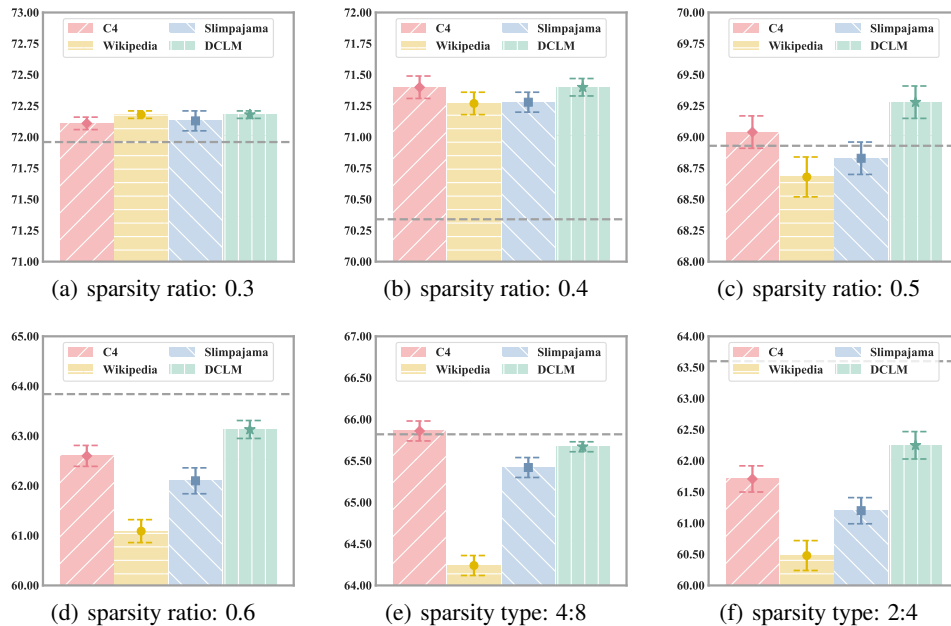 73.00
72.75
72.50
72.25
72.00
71.75
71.50
71.25
71.00
C4 Slimpajama
Wikipedia DCLM
(a) sparsity ratio: 0.3
72.00
71.75
71.50
71.25
71.00
70.75
70.50
70.25
70.00
C4 Slimpajama
Wikipedia DCLM
(b) sparsity ratio: 0.4
70.00
69.75
69.50
69.25
69.00
68.75
68.50
68.25
68.00
C4 Slimpajama
Wikipedia DCLM
(c) sparsity ratio: 0.5
65.00
64.00
63.00
62.00
61.00
60.00
C4 Slimpajama
Wikipedia DCLM
(d) sparsity ratio: 0.6
67.00
66.50
66.00
65.50
65.00
64.50
64.00
C4 Slimpajama
Wikipedia DCLM
(e) sparsity type: 4:8
64.00
63.50
63.00
62.50
62.00
61.50
61.00
60.50
60.00
C4 Slimpajama
Wikipedia DCLM
(f) sparsity type: 2:4